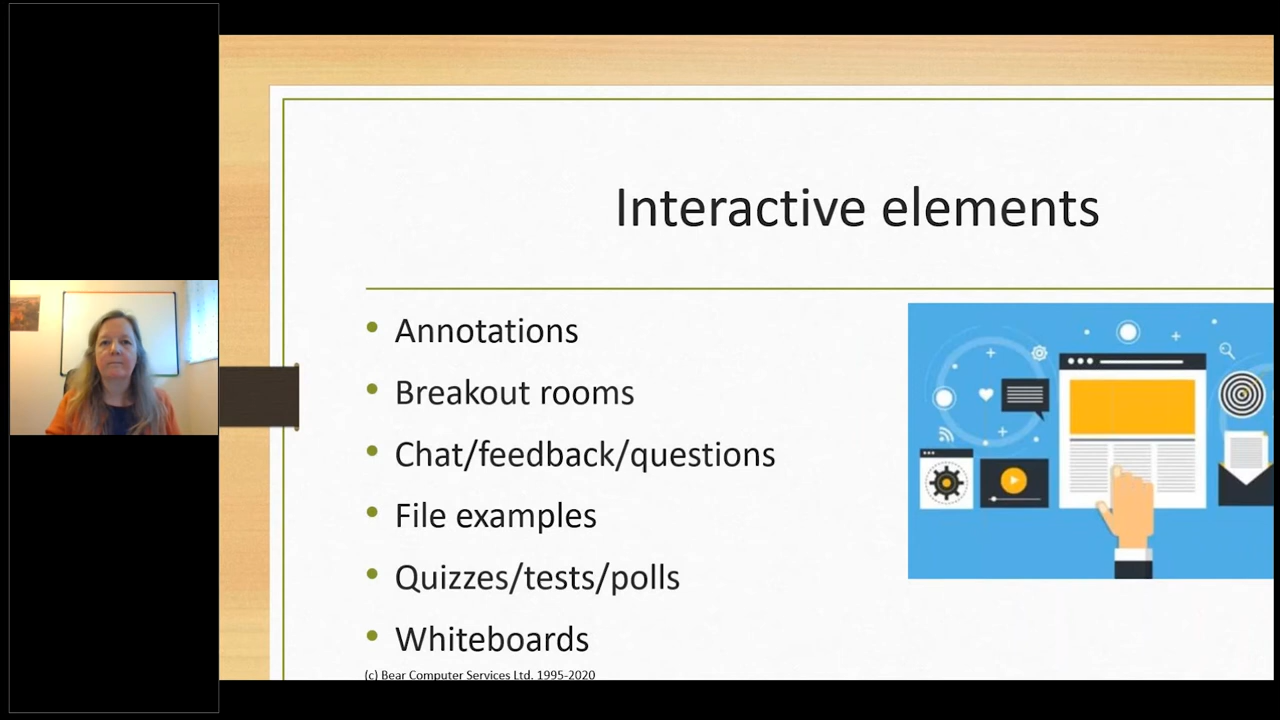 Interactive elements
Annotations
Breakout rooms
Chat/feedback/questions
File examples
Quizzes/tests/polls
Whiteboards
(c) Bear Computer Services Ltd. 1995-2020